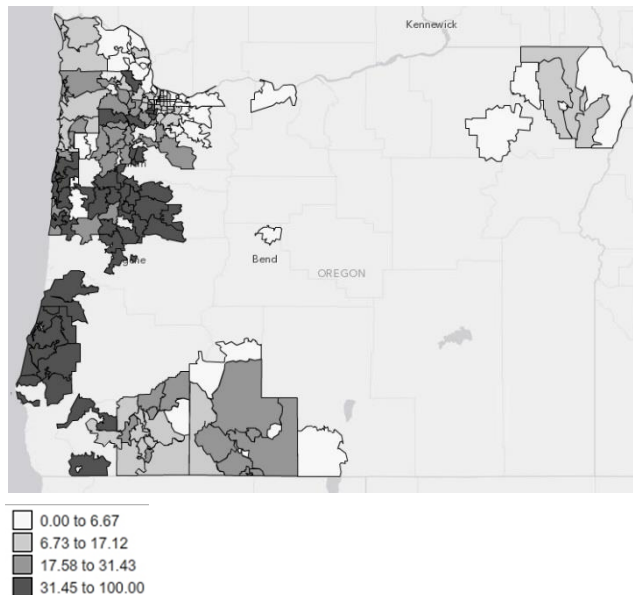 Kennewick
Bend
OREGON
0.00 to 6.67
6.73 to 17.12
17.58 to 31.43
31.45 to 100.00